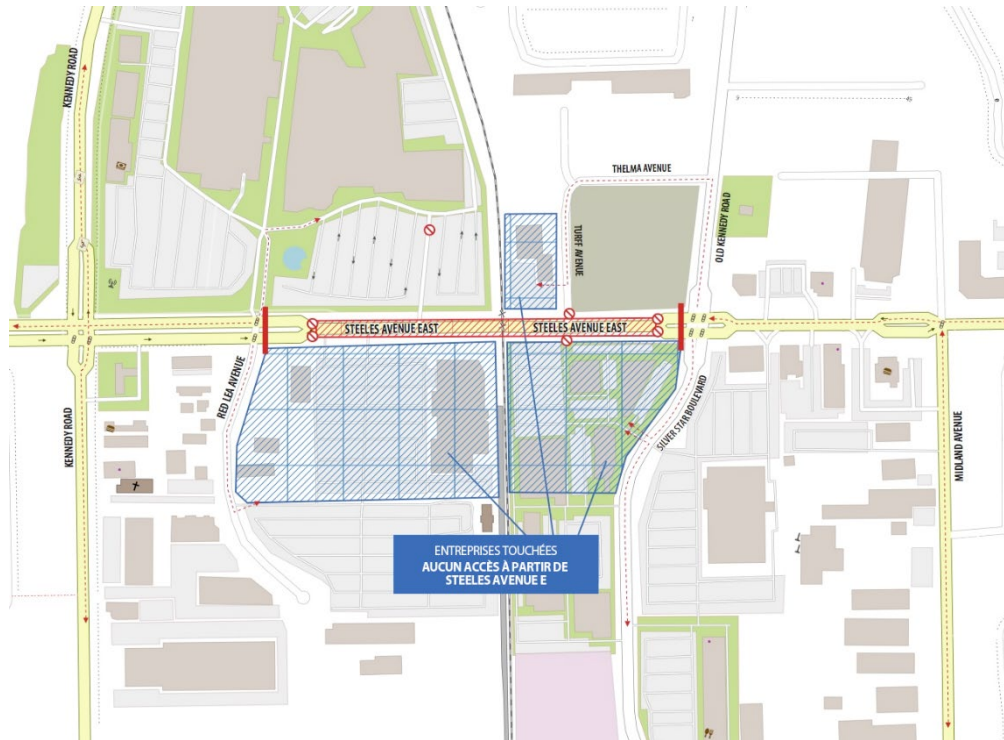 KENNEDY ROAD
THELMA AVENUE
TURFF AVENUE
OLD KENNEDY ROAD
STEELES AVENUE EAST
STEELES AVENUE EAST
RED LEA AVENUE
SILVER STAR BOULEVARD
KENNEDY ROAD
MIDLAND AVENUE
ENTREPRISES TOUCHÉES
AUCUN ACCÈS À PARTIR DE
STEELES AVENUE E